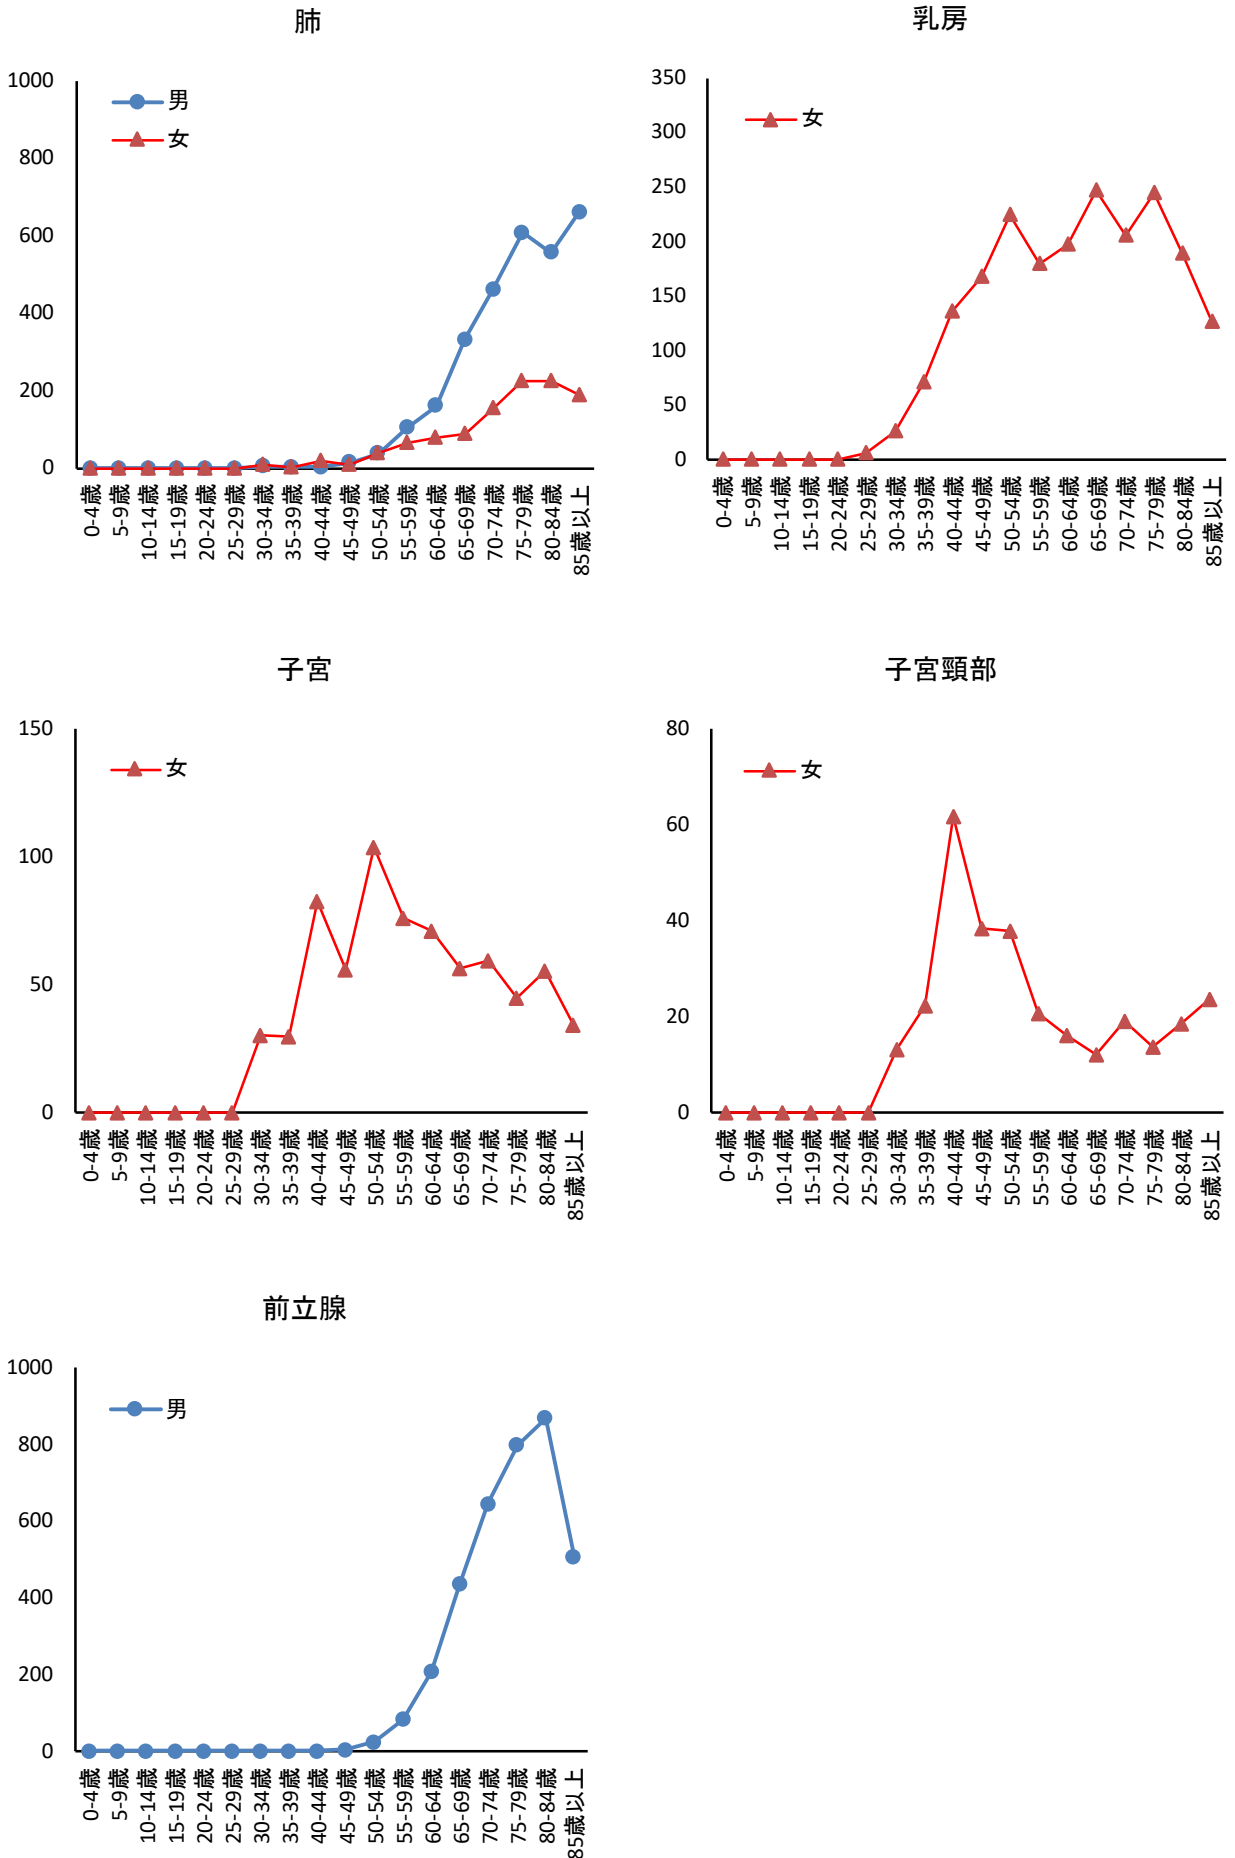 肺
1000
800
600
400
200
0
男
女
0-4歳
5-9歳
10-14歳
15-19歳
20-24歳
25-29歳
30-34歳
35-39歳
40-44歳
45-49歳
50-54歳
55-59歳
60-64歳
65-69歳
70-74歳
75-79歳
80-84歳
85歳以上
乳房
350
300
250
200
150
100
50
0
女
0-4歳
5-9歳
10-14歳
15-19歳
20-24歳
25-29歳
30-34歳
35-39歳
40-44歳
45-49歳
50-54歳
55-59歳
60-64歳
65-69歳
70-74歳
75-79歳
80-84歳
85歳以上
子宮
150
100
50
0
女
0-4歳
5-9歳
10-14歳
15-19歳
20-24歳
25-29歳
30-34歳
35-39歳
40-44歳
45-49歳
50-54歳
55-59歳
60-64歳
65-69歳
70-74歳
75-79歳
80-84歳
85歳以上
子宮頸部
80
60
40
20
0
女
0-4歳
5-9歳
10-14歳
15-19歳
20-24歳
25-29歳
30-34歳
35-39歳
40-44歳
45-49歳
50-54歳
55-59歳
60-64歳
65-69歳
70-74歳
75-79歳
80-84歳
85歳以上
前立腺
1000
800
600
400
200
0
男
0-4歳
5-9歳
10-14歳
15-19歳
20-24歳
25-29歳
30-34歳
35-39歳
40-44歳
45-49歳
50-54歳
55-59歳
60-64歳
65-69歳
70-74歳
75-79歳
80-84歳
85歳以上